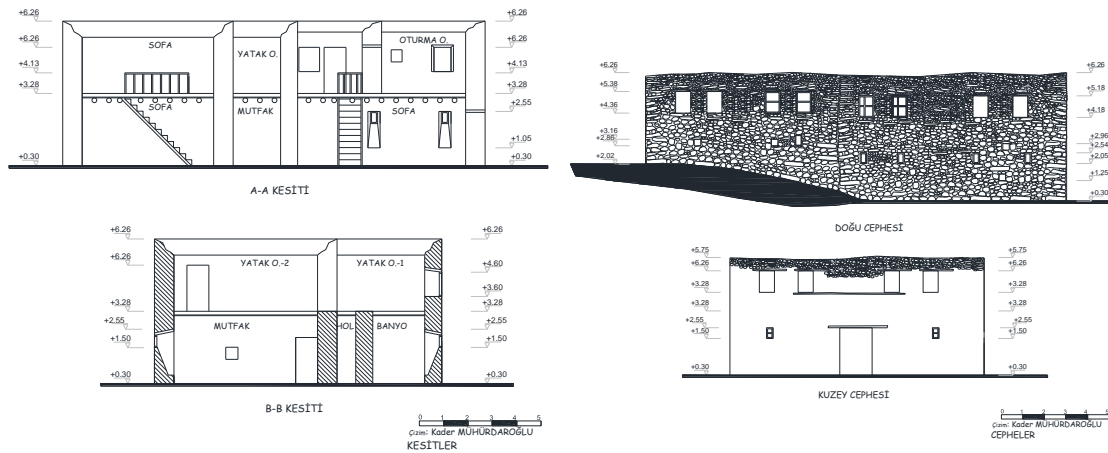 +6.26 +6.26
+6.26 +6.26
+4.13 +4.13
+3.28 +3.28
+2.55
+1.05
+0.30 +0.30
SOFA
YATAK O.
OTURMA O.
SOFA
MUTFAK
SOFA
A-A KESİTİ
+6.26 +6.26
+6.26 +4.60
+3.60
+3.28 +3.28
+2.55 +2.55
+1.50 +1.50
+0.30 +0.30
YATAK O.-2
YATAK O.-1
MUTFAK
HOL
BANYO
B-B KESİTİ
0 1 2 3 4 5
Çizim: Kader MÜHÜRDAROĞLU
KESİTLER
+6.26 +6.26
+5.38 +5.18
+4.36 +4.18
+3.16 +2.96
+2.86 +2.54
+2.02 +2.05
+1.25
+0.30
DOĞU CEPHESİ
+5.75 +5.75
+6.26 +6.26
+3.28 +3.28
+3.28 +3.28
+2.55 +2.55
+1.50 +1.50
+0.30 +0.30
KUZEY CEPHESİ
0 1 2 3 4 5
Çizim: Kader MÜHÜRDAROĞLU
CEPHELER